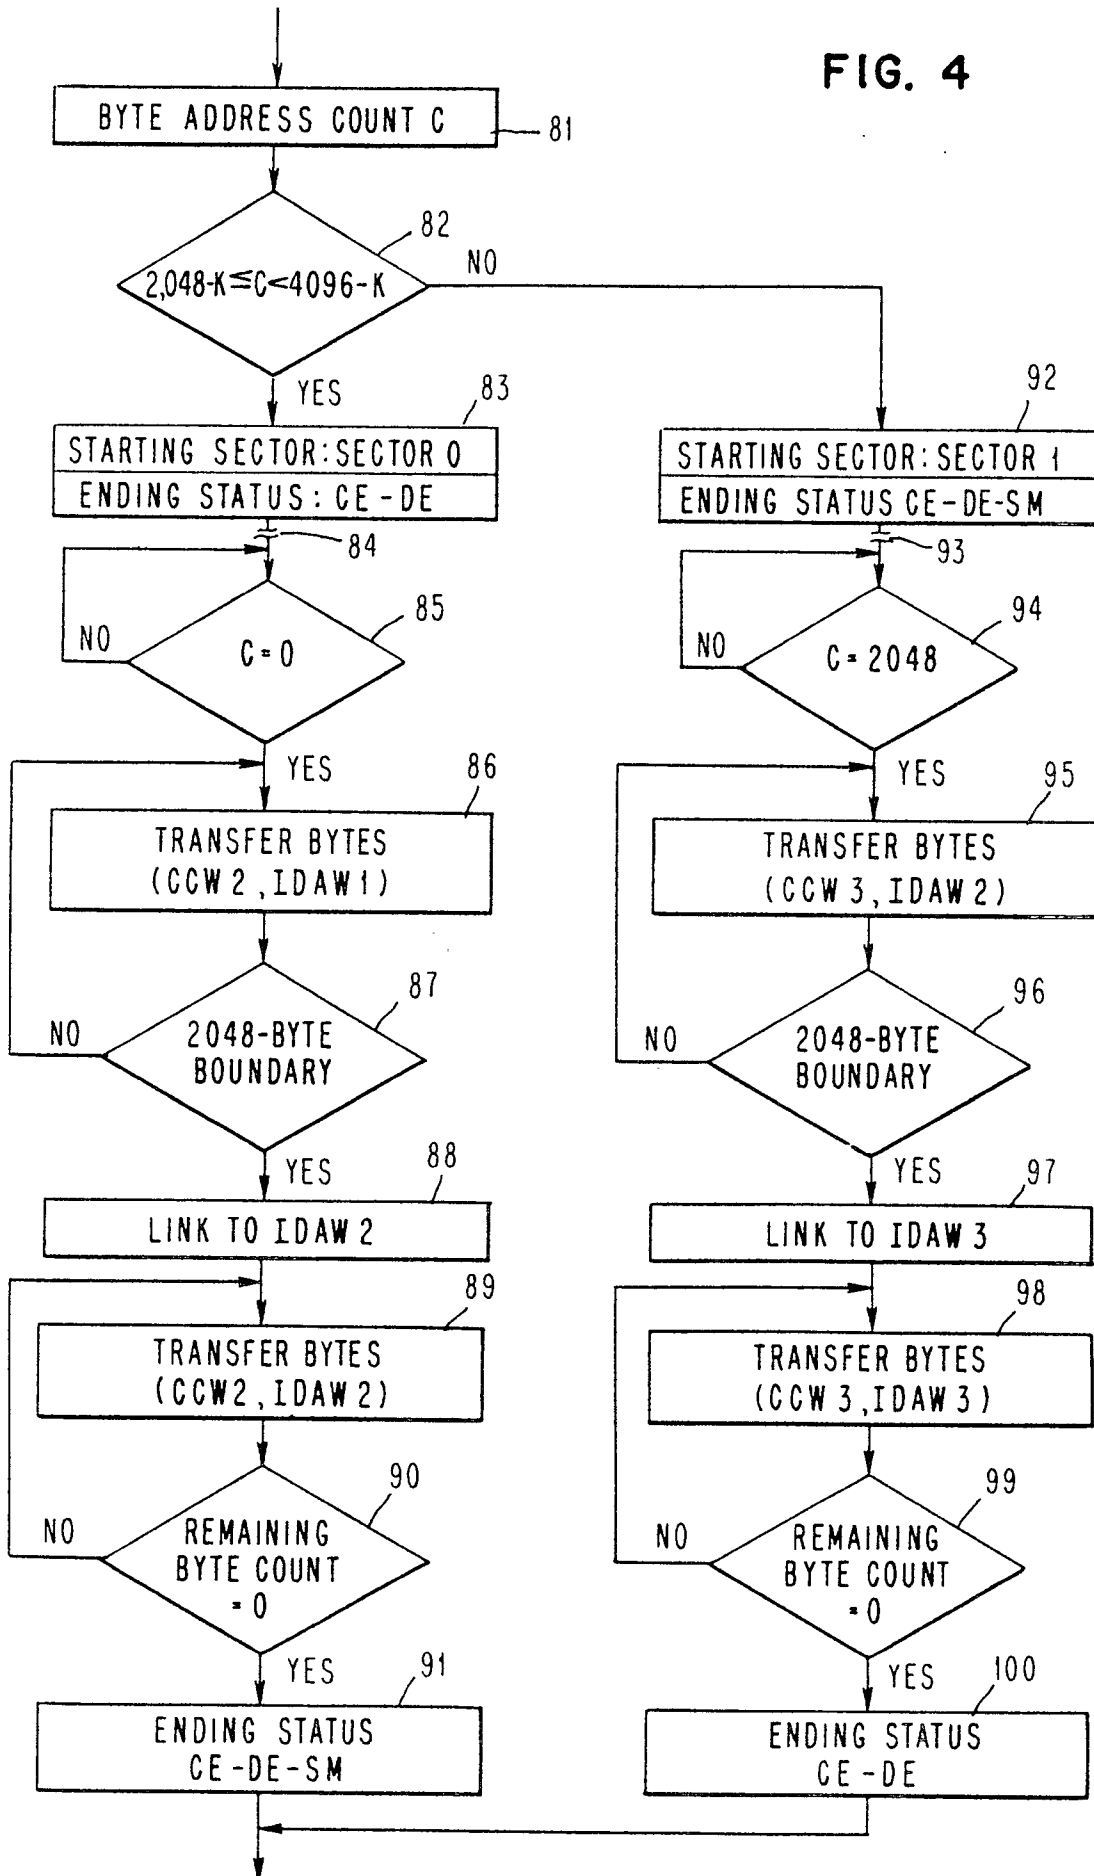 FIG. 4
BYTE ADDRESS COUNT C
81
82
2,048-K≦C<4096-K
NO
YES
83
STARTING SECTOR: SECTOR 0
ENDING STATUS: CE-DE
84
85
C=0
NO
YES
86
TRANSFER BYTES
(CCW 2, IDAW 1)
87
2048-BYTE
BOUNDARY
NO
YES
88
LINK TO IDAW 2
89
TRANSFER BYTES
(CCW2, IDAW 2)
90
REMAINING
BYTE COUNT
=0
NO
YES
91
ENDING STATUS
CE-DE-SM
92
STARTING SECTOR: SECTOR 1
ENDING STATUS CE-DE-SM
93
94
C=2048
NO
YES
95
TRANSFER BYTES
(CCW 3, IDAW 2)
96
2048-BYTE
BOUNDARY
NO
YES
97
LINK TO IDAW 3
98
TRANSFER BYTES
(CCW 3, IDAW 3)
99
REMAINING
BYTE COUNT
=0
NO
YES
100
ENDING STATUS
CE-DE